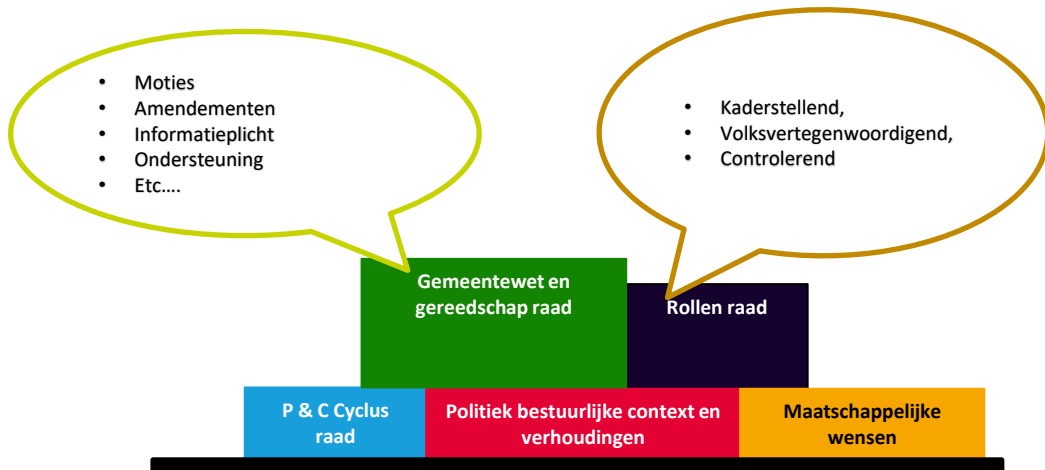 • Moties
• Amendementen
• Informatieplicht
• Ondersteuning
• Etc....
• Kaderstellend,
• Volksvertegenwoordigend,
• Controlerend
Gemeentewet en
gereedschap raad
Rollen raad
P & C Cyclus
raad
Politiek bestuurlijke context en
verhoudingen
Maatschappelijke
wensen